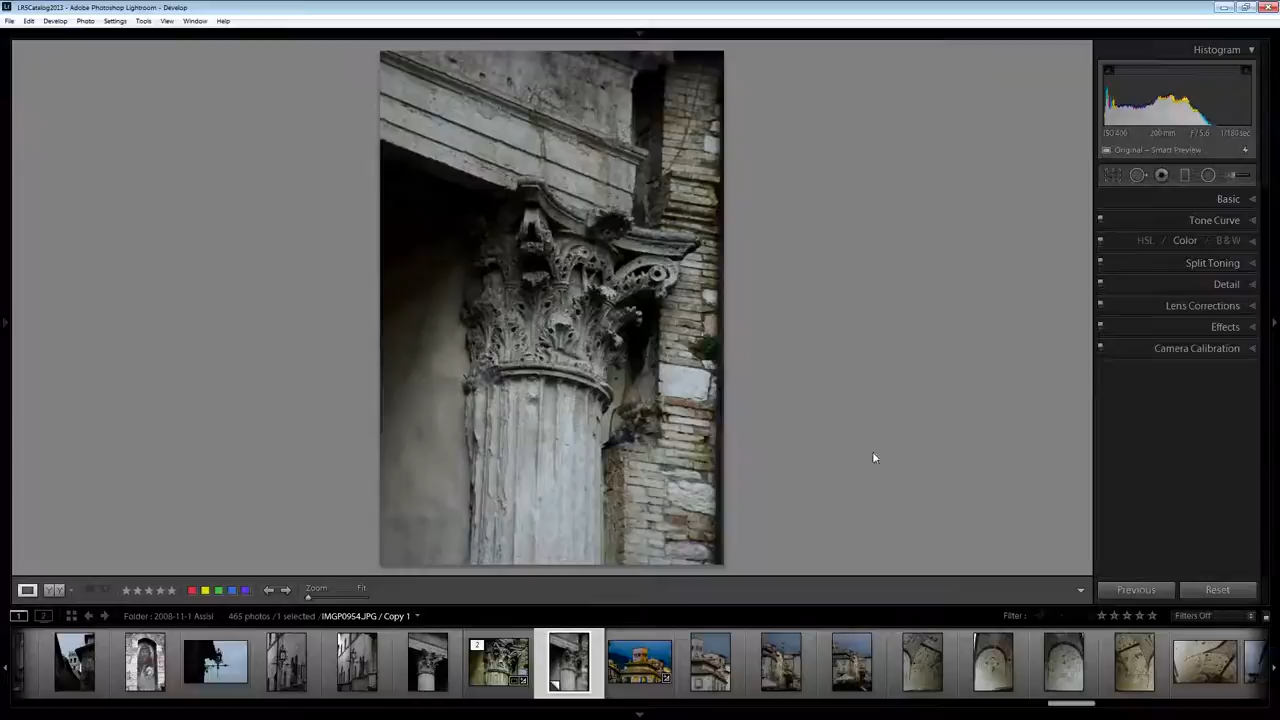 LR5Catalog2013 - Adobe Photoshop Lightroom - Develop
File Edit Develop Photo Settings Tools View Window Help
Histogram
ISO 400 200 mm ƒ / 5.6 1/180 sec
Original – Smart Preview
Basic
Tone Curve
HSL / Color / B & W
Split Toning
Detail
Lens Corrections
Effects
Camera Calibration
Y Y Zoom Fit
Previous Reset
1 2 Folder : 2008-11-1 Assisi 465 photos / 1 selected / IMGP0954.JPG / Copy 1 Filter : Filters Off
2